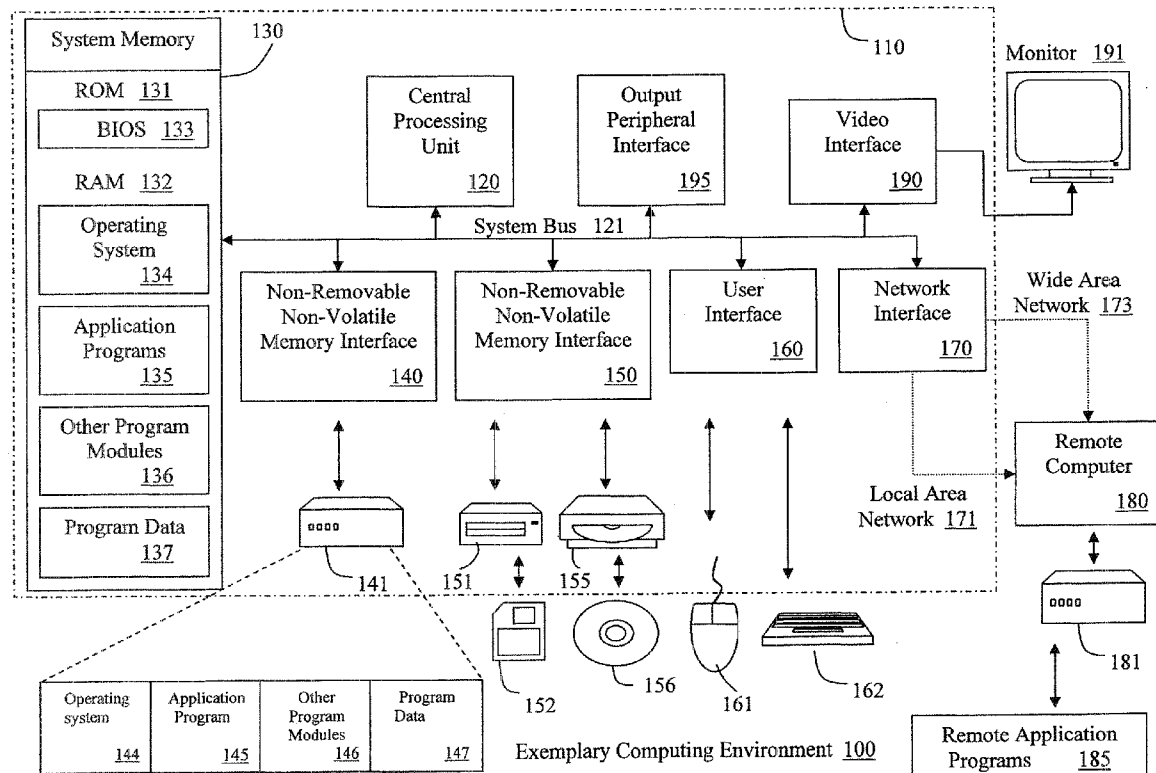 System Memory
130
ROM 131
BIOS 133
RAM 132
Operating
System
134
Application
Programs
135
Other Program
Modules
136
Program Data
137
110
Central
Processing
Unit
120
Output
Peripheral
Interface
195
Video
Interface
190
Monitor 191
System Bus 121
Non-Removable
Non-Volatile
Memory Interface
140
Non-Removable
Non-Volatile
Memory Interface
150
User
Interface
160
Network
Interface
170
Wide Area
Network 173
Local Area
Network 171
Remote
Computer
180
141
151
155
152
156
161
162
181
Operating
system
144
Application
Program
145
Other
Program
Modules
146
Program
Data
147
Exemplary Computing Environment 100
Remote Application
Programs 185